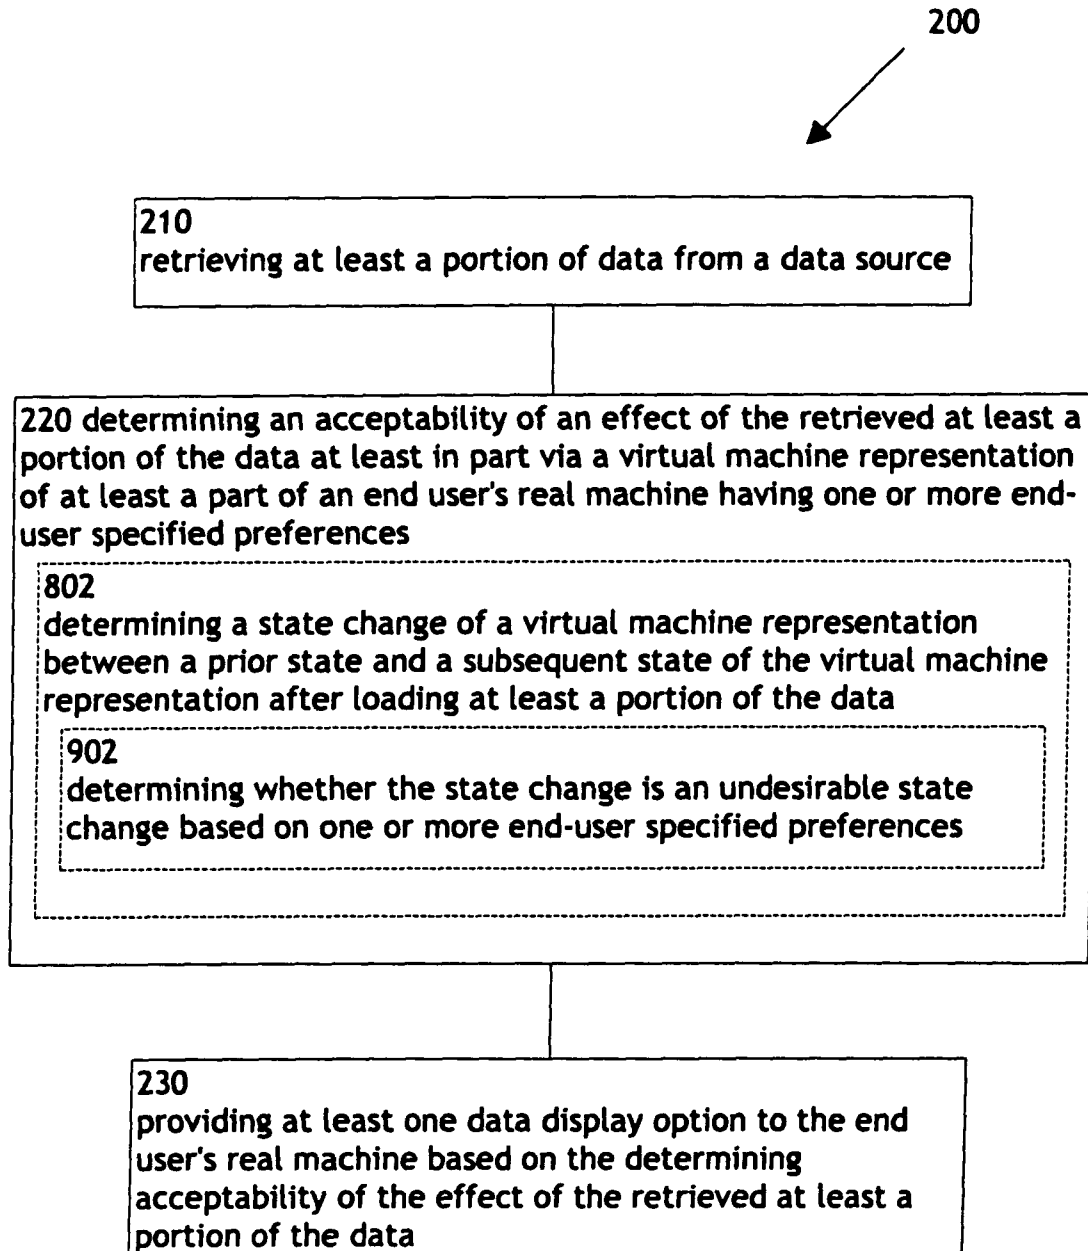 200
210
retrieving at least a portion of data from a data source
220 determining an acceptability of an effect of the retrieved at least a
portion of the data at least in part via a virtual machine representation
of at least a part of an end user's real machine having one or more end-
user specified preferences
802
determining a state change of a virtual machine representation
between a prior state and a subsequent state of the virtual machine
representation after loading at least a portion of the data
902
determining whether the state change is an undesirable state
change based on one or more end-user specified preferences
230
providing at least one data display option to the end
user's real machine based on the determining
acceptability of the effect of the retrieved at least a
portion of the data